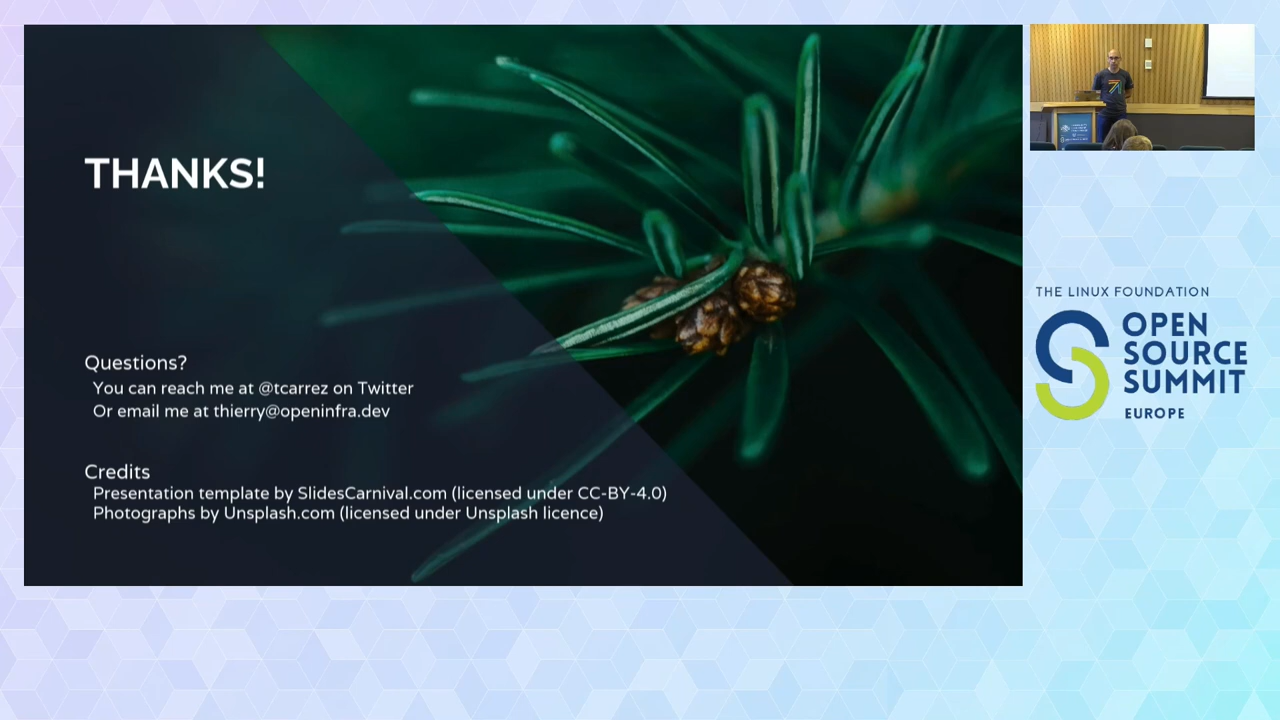 THANKS!
Questions?
You can reach me at @tcarrez on Twitter
Or email me at thierry@openinfra.dev
Credits
Presentation template by SlidesCarnival.com (licensed under CC-BY-4.0)
Photographs by Unsplash.com (licensed under Unsplash licence)
THE LINUX FOUNDATION
OPEN
SOURCE
SUMMIT
EUROPE